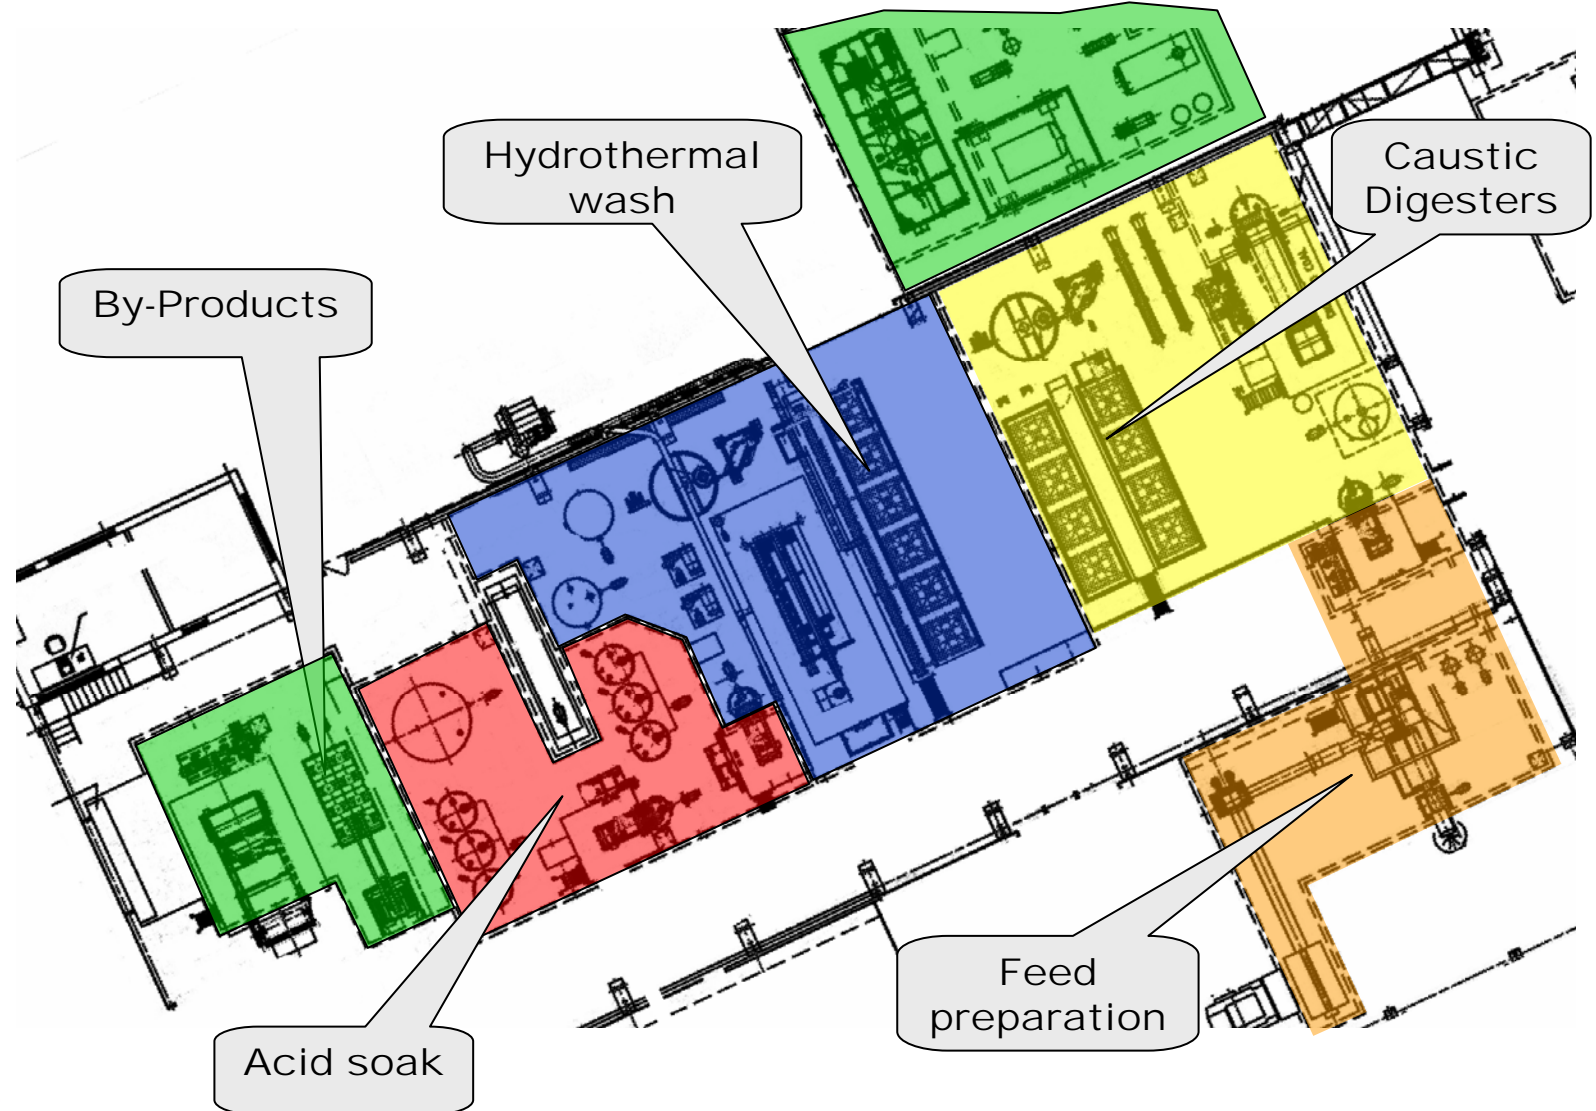 Hydrothermal
wash
Caustic
Digesters
By-Products
Feed
preparation
Acid soak